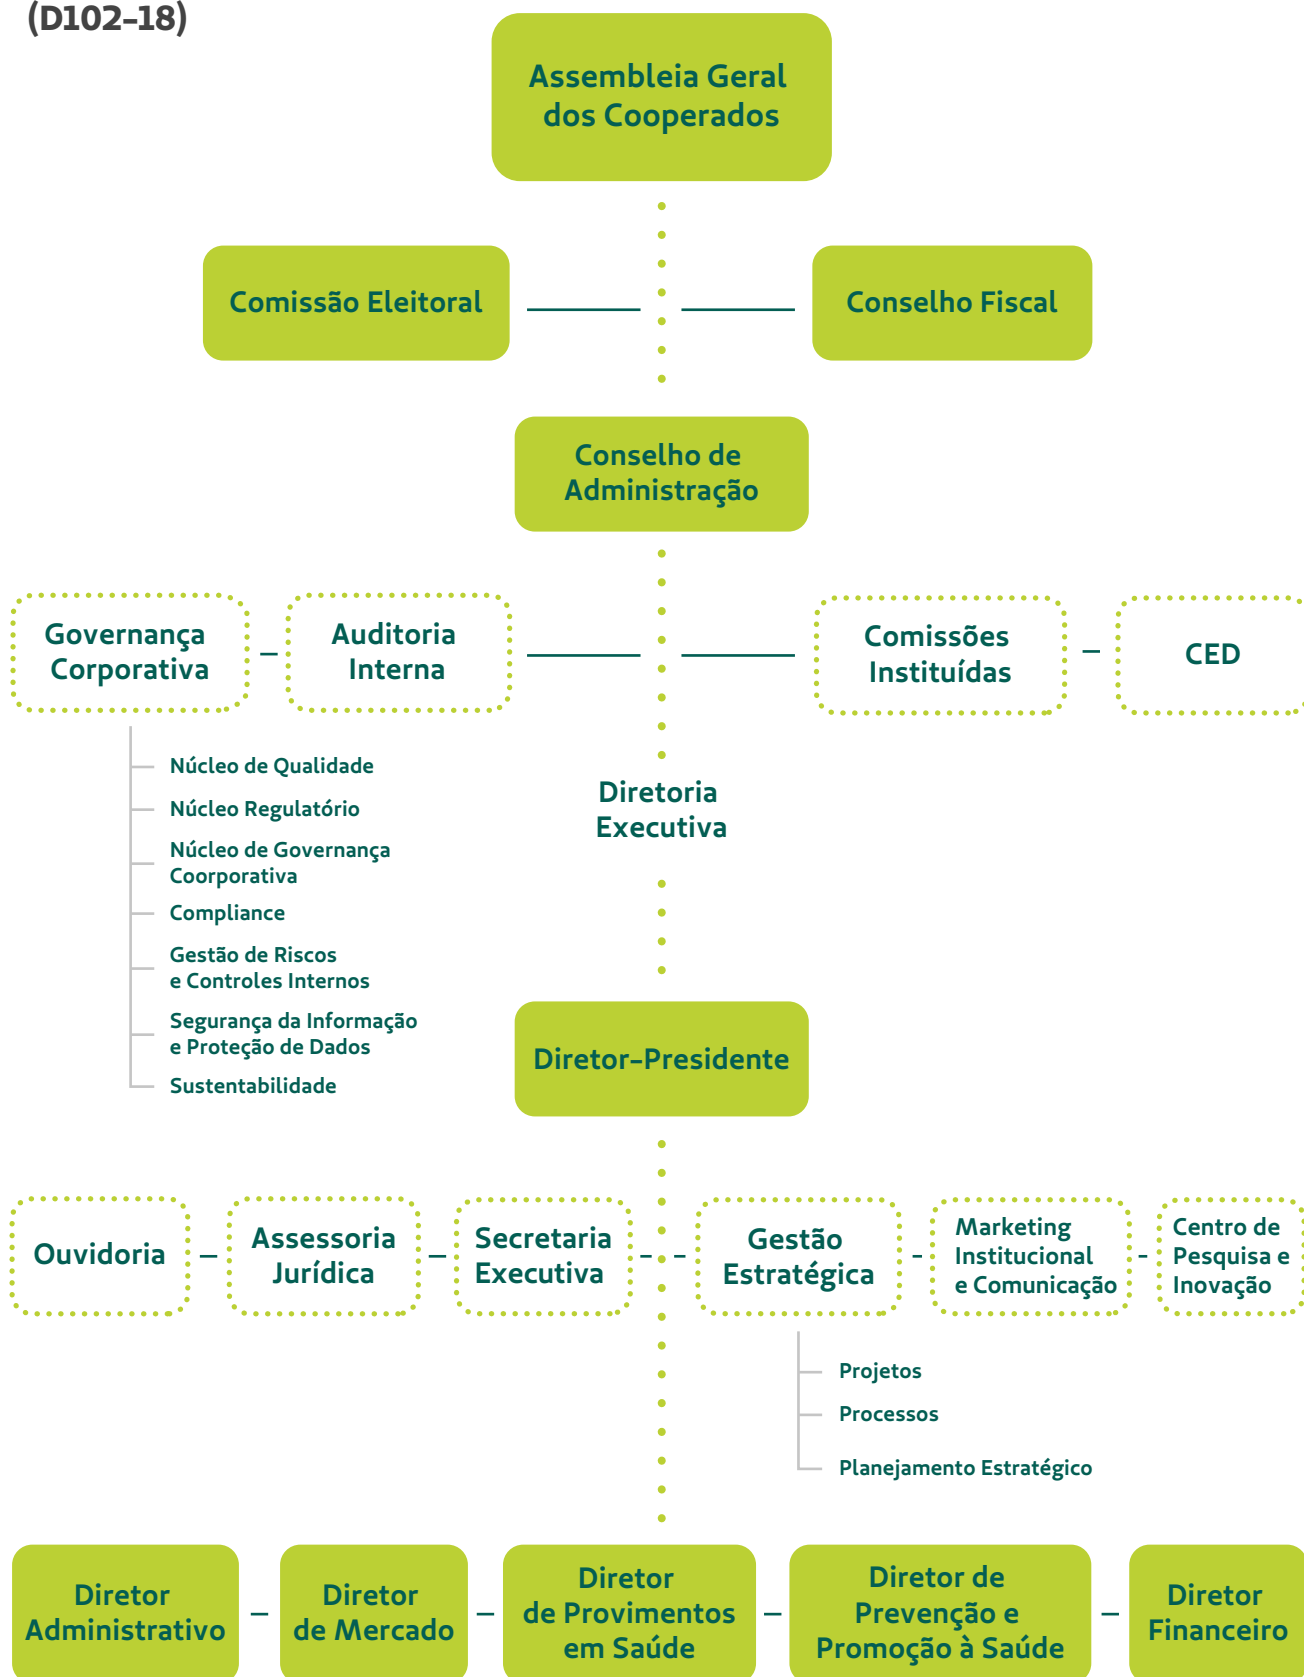 (D102-18)
Assembleia Geral
dos Cooperados
Comissão Eleitoral
Conselho Fiscal
Conselho de
Administração
Governança
Corporativa
Auditoria
Interna
Comissões
Instituídas
CED
Núcleo de Qualidade
Núcleo Regulatório
Núcleo de Governança
Coorporativa
Compliance
Gestão de Riscos
e Controles Internos
Segurança da Informação
e Proteção de Dados
Sustentabilidade
Diretoria
Executiva
Diretor-Presidente
Ouvidoria
Assessoria
Jurídica
Secretaria
Executiva
Gestão
Estratégica
Marketing
Institucional
e Comunicação
Centro de
Pesquisa e
Inovação
Projetos
Processos
Planejamento Estratégico
Diretor
Administrativo
Diretor
de Mercado
Diretor
de Provimentos
em Saúde
Diretor de
Prevenção e
Promoção à Saúde
Diretor
Financeiro